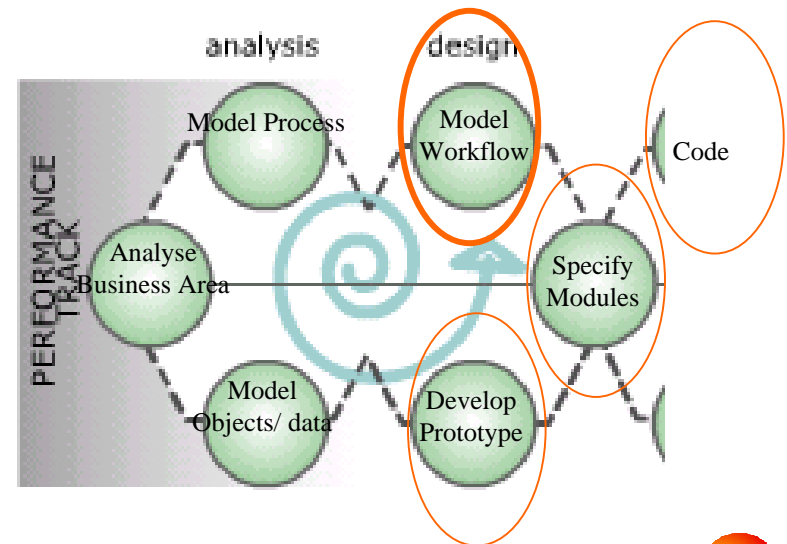 analysis
design
Model Process
Model
Workflow
Code
PERFORMANCE
TRACK
Analyse
Business Area
Specify
Modules
Model
Objects/ data
Develop
Prototype